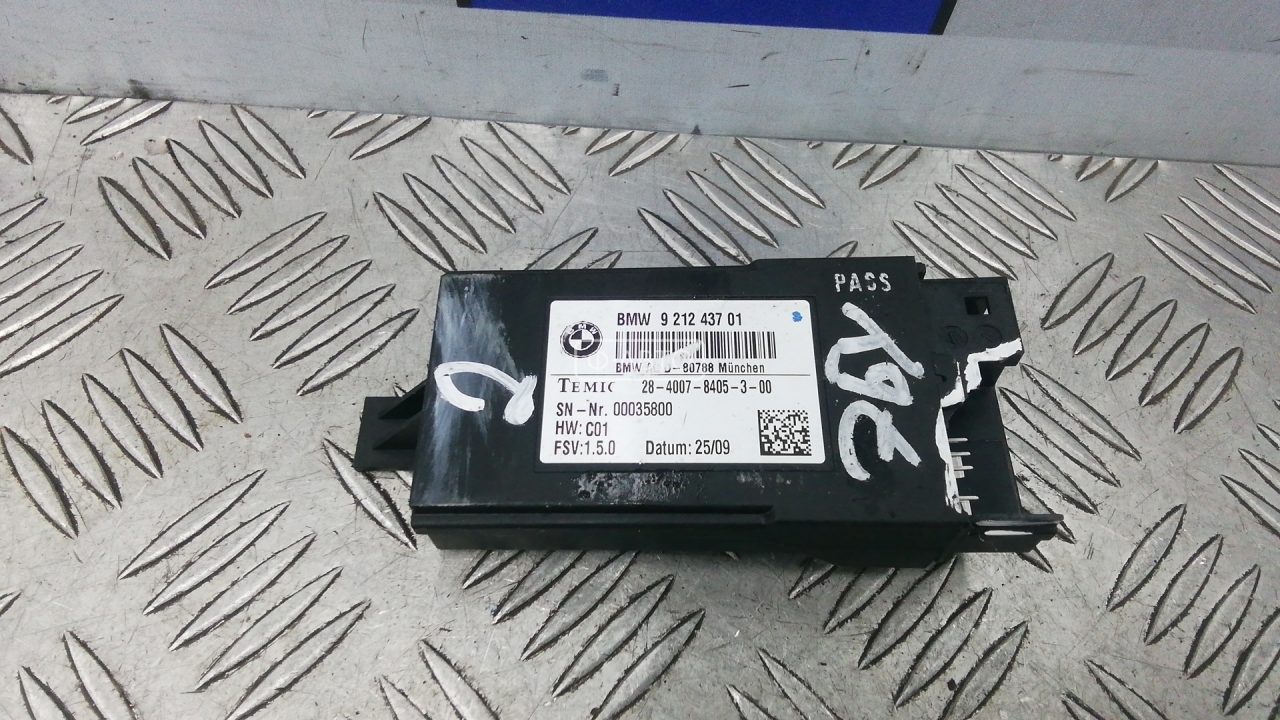 PASS
BMW 9 212 437 01
BMW AG D-80788 München
TEMIC 28-4007-8405-3-00
SN-Nr. 00035800
HW: C01
FSV: 1.5.0 Datum: 25/09